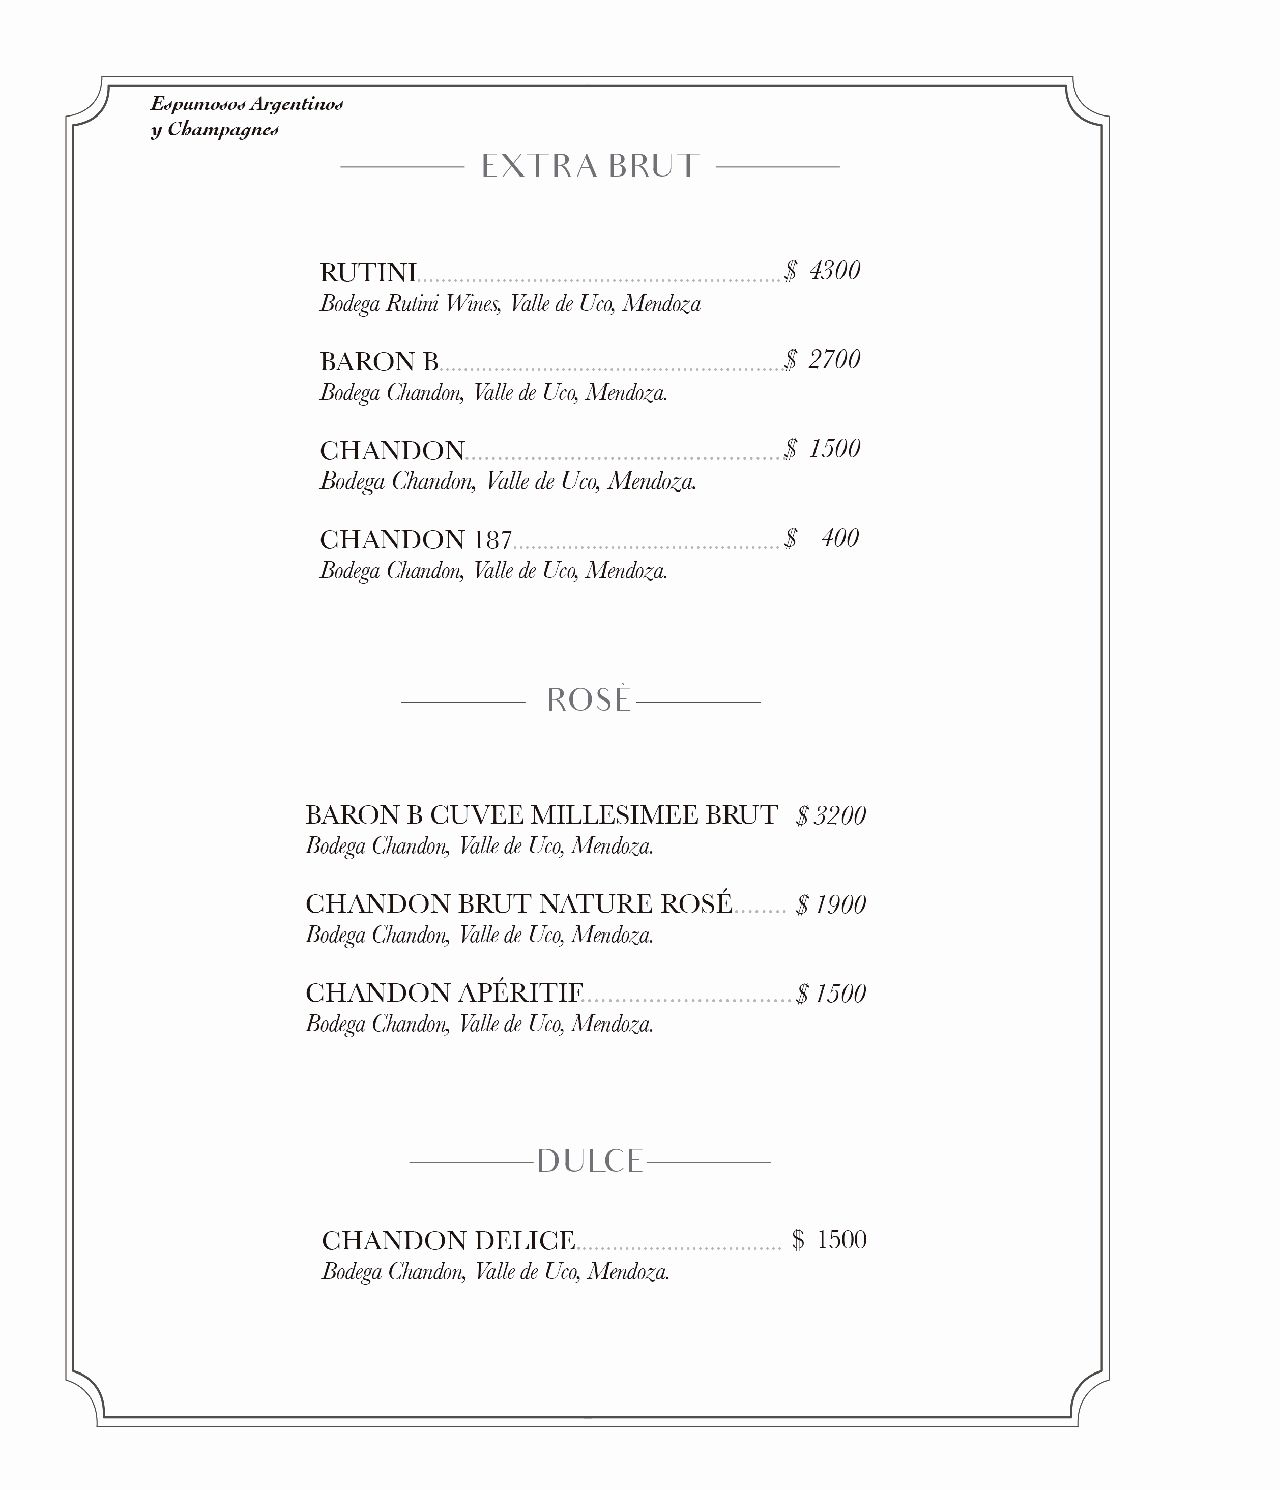 Espumosos Argentinos
y Champagnes
EXTRA BRUT
RUTINI $ 4300
Bodega Rutini Wines, Valle de Uco, Mendoza
BARON B $ 2700
Bodega Chandon, Valle de Uco, Mendoza.
CHANDON $ 1500
Bodega Chandon, Valle de Uco, Mendoza.
CHANDON 187 $ 400
Bodega Chandon, Valle de Uco, Mendoza.
ROSÈ
BARON B CUVEE MILLESIMEE BRUT $ 3200
Bodega Chandon, Valle de Uco, Mendoza.
CHANDON BRUT NATURE ROSÉ $ 1900
Bodega Chandon, Valle de Uco, Mendoza.
CHANDON APÉRITIF $ 1500
Bodega Chandon, Valle de Uco, Mendoza.
DULCE
CHANDON DELICE $ 1500
Bodega Chandon, Valle de Uco, Mendoza.